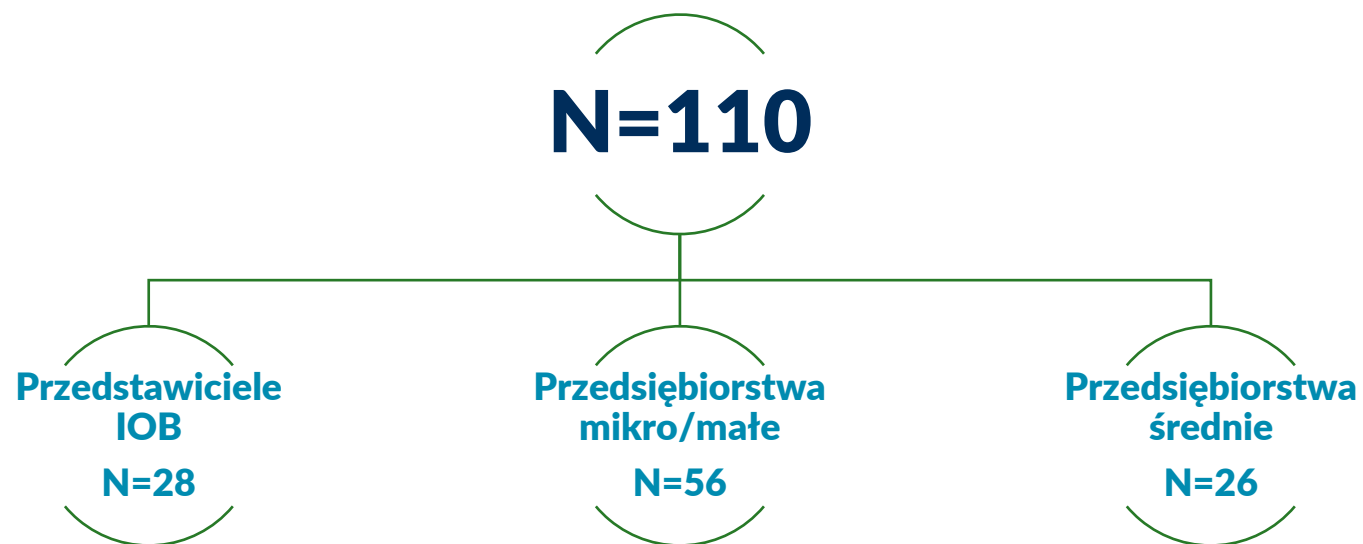 N=110
Przedstawiciele
IOB
N=28
Przedsiębiorstwa
mikro/małe
N=56
Przedsiębiorstwa
średnie
N=26